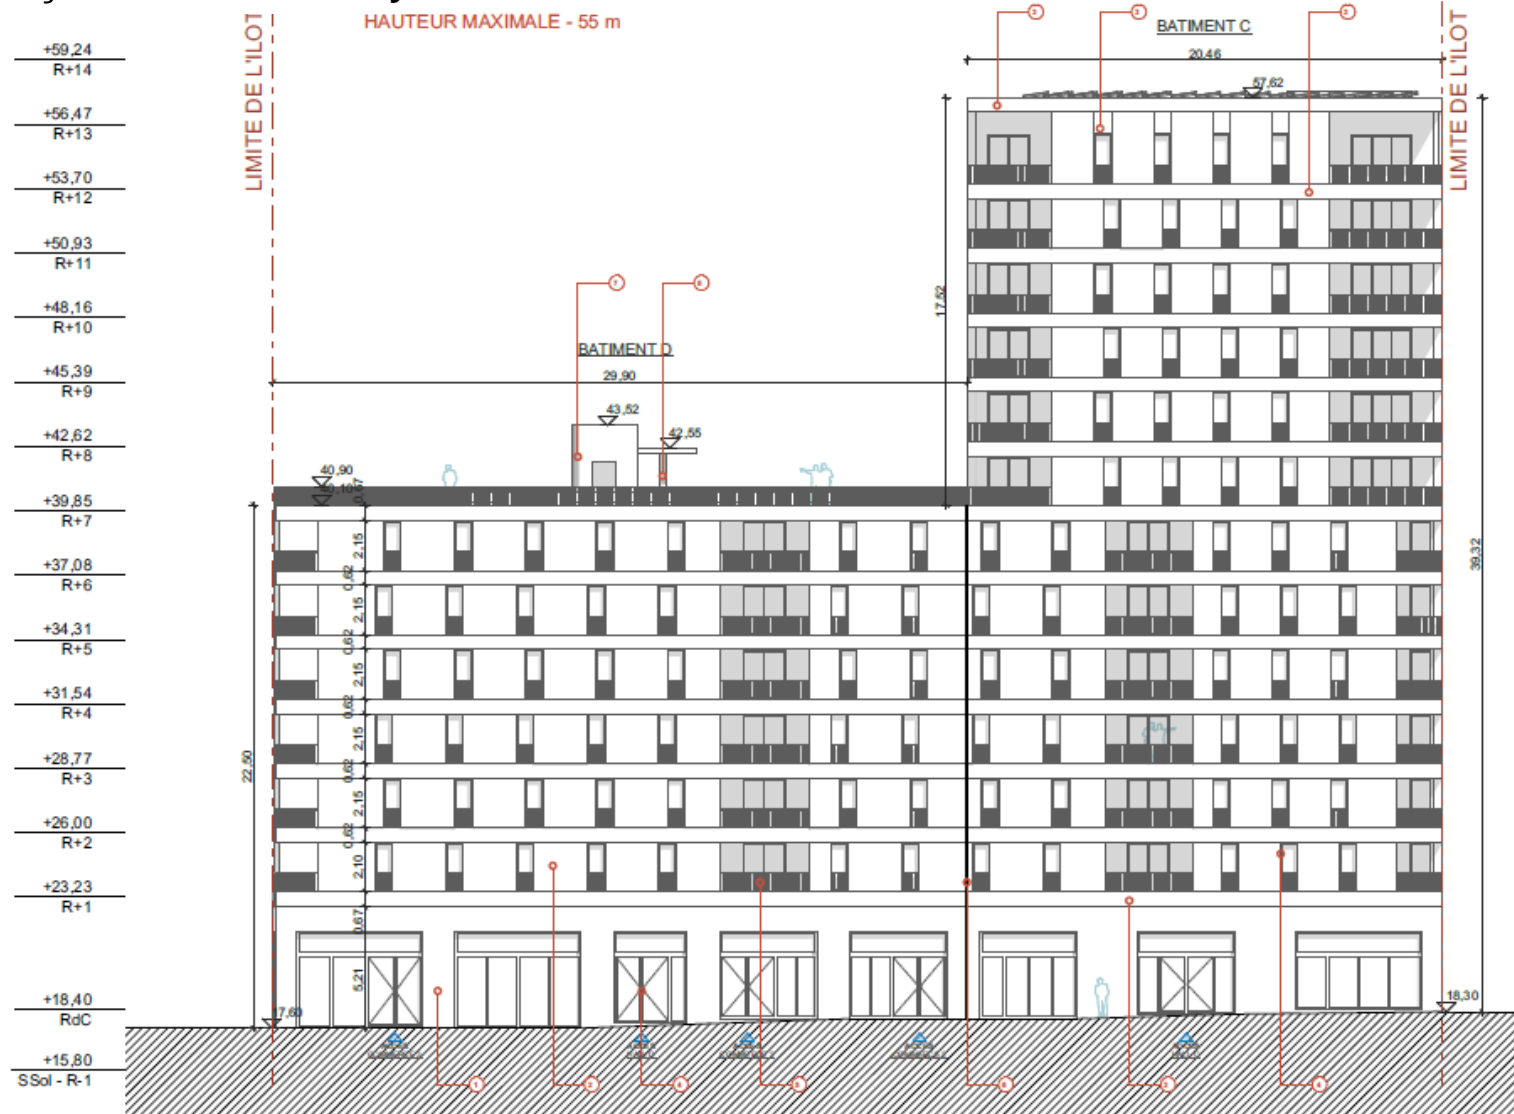 HAUTEUR MAXIMALE - 55 m
LIMITE DE L'ILOT
BATIMENT C
LIMITE DE L'ILOT
20,46
57,62
+59,24
R+14
+56,47
R+13
+53,70
R+12
+50,93
R+11
+48,16
R+10
+45,39
R+9
+42,62
R+8
+39,85
R+7
+37,08
R+6
+34,31
R+5
+31,54
R+4
+28,77
R+3
+26,00
R+2
+23,23
R+1
+18,40
RdC
+15,80
SSol - R-1
17,52
BATIMENT D
29,90
43,52
42,55
40,90
0,67
2,15
0,62
2,15
0,62
2,15
0,62
2,15
0,62
2,15
0,62
2,10
0,67
5,21
22,50
39,32
17,60
18,30